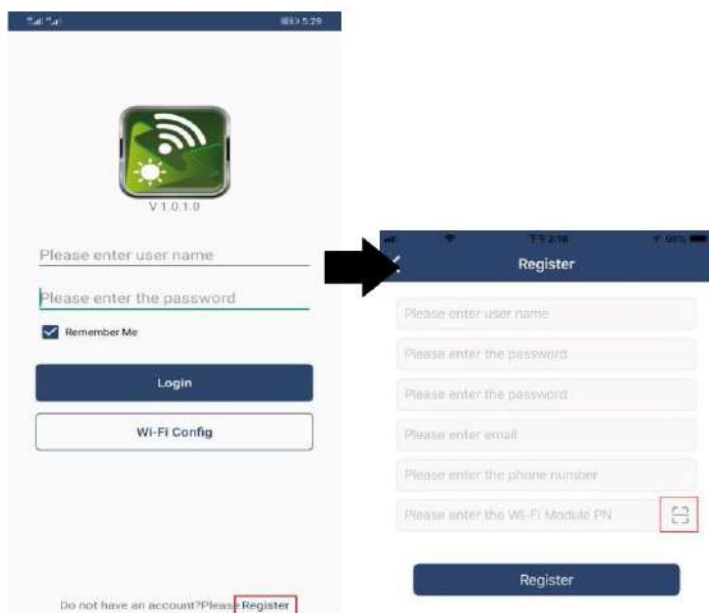 5:29
V 1.0.1.0
Please enter user name
Please enter the password
Remember Me
Login
Wi-Fi Config
Do not have an account?Please Register
Register
Please enter user name
Please enter the password
Please enter the password
Please enter email
Please enter the phone number
Please enter the Wi-Fi Module PN
Register